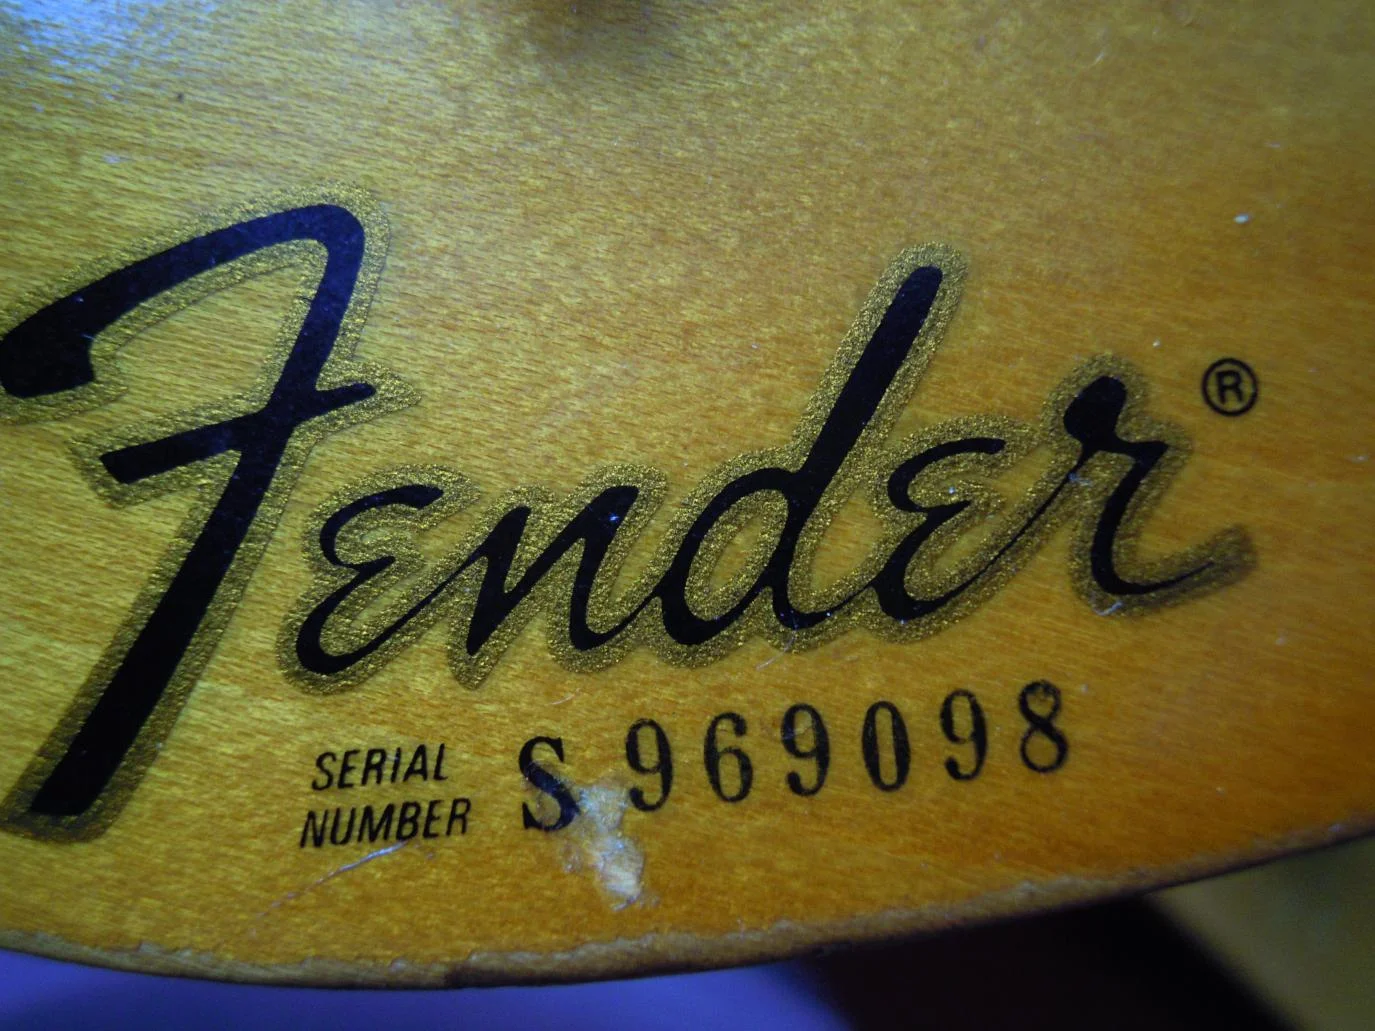 Fender ®
SERIAL
NUMBER S 969098